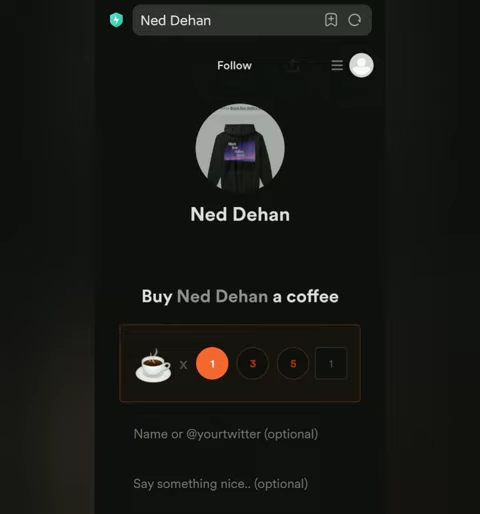 Ned Dehan
Follow
Ned Dehan
Buy Ned Dehan a coffee
x 1 3 5 1
Name or @yourtwitter (optional)
Say something nice.. (optional)